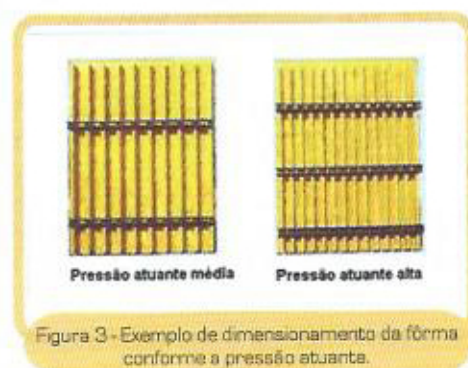 Pressão atuante média
Pressão atuante alta
Figura 3 - Exemplo de dimensionamento da fôrma
conforme a pressão atuante.